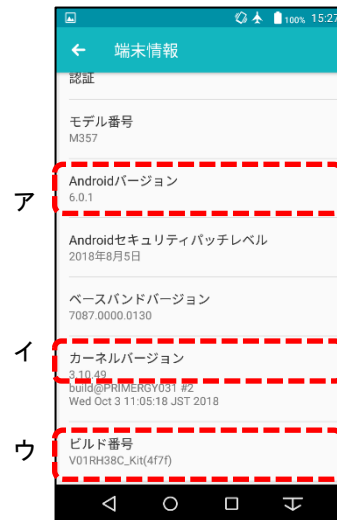 100% 15:27
端末情報
認証
モデル番号
M357
ア
Androidバージョン
6.0.1
Androidセキュリティパッチレベル
2018年8月5日
ベースバンドバージョン
7087.0000.0130
イ
カーネルバージョン
3.10.49
build@PRIMERGY031 #2
Wed Oct 3 11:05:18 JST 2018
ウ
ビルド番号
V01RH38C_Kit(4f7f)